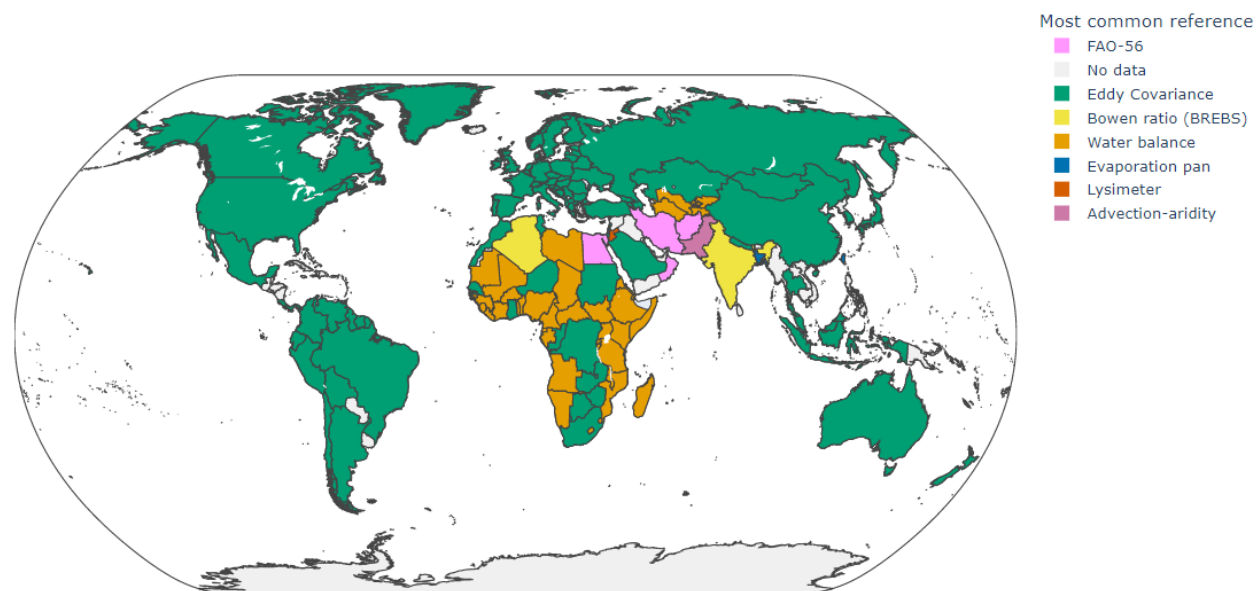 Most common reference
FAO-56
No data
Eddy Covariance
Bowen ratio (BREBS)
Water balance
Evaporation pan
Lysimeter
Advection-aridity